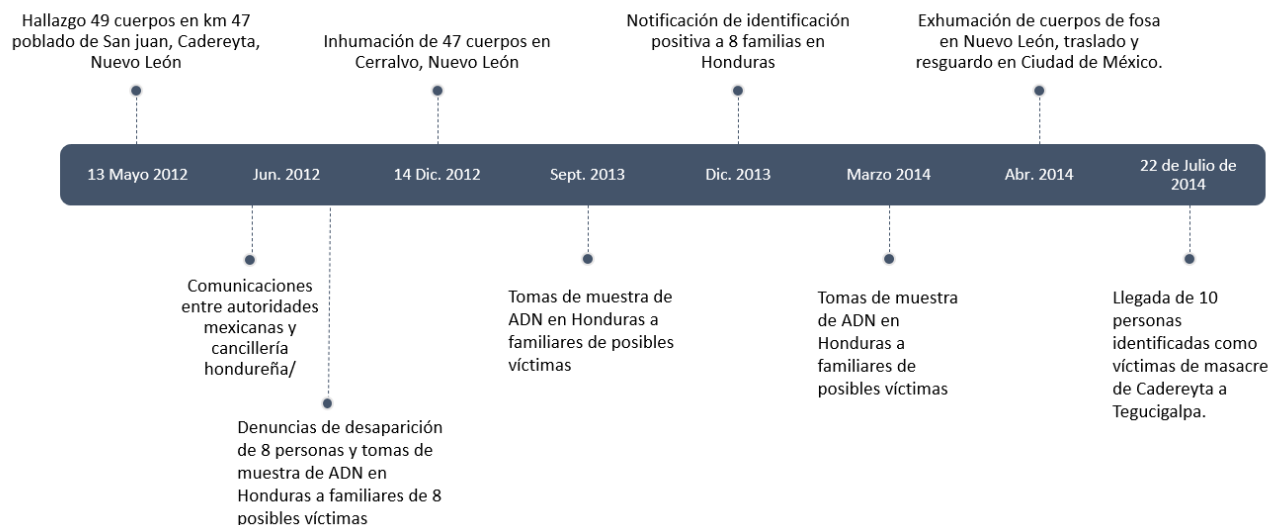 Hallazgo 49 cuerpos en km 47
poblado de San juan, Cadereyta,
Nuevo León
Inhumación de 47 cuerpos en
Cerralvo, Nuevo León
Notificación de identificación
positiva a 8 familias en
Honduras
Exhumación de cuerpos de fosa
en Nuevo León, traslado y
resguardo en Ciudad de México.
13 Mayo 2012
Jun. 2012
14 Dic. 2012
Sept. 2013
Dic. 2013
Marzo 2014
Abr. 2014
22 de Julio de
2014
Comunicaciones
entre autoridades
mexicanas y
cancillería
hondureña/
Denuncias de desaparición
de 8 personas y tomas de
muestra de ADN en
Honduras a familiares de 8
posibles víctimas
Tomas de muestra de
ADN en Honduras a
familiares de posibles
víctimas
Tomas de muestra
de ADN en
Honduras a
familiares de
posibles víctimas
Llegada de 10
personas
identificadas como
víctimas de masacre
de Cadereyta a
Tegucigalpa.